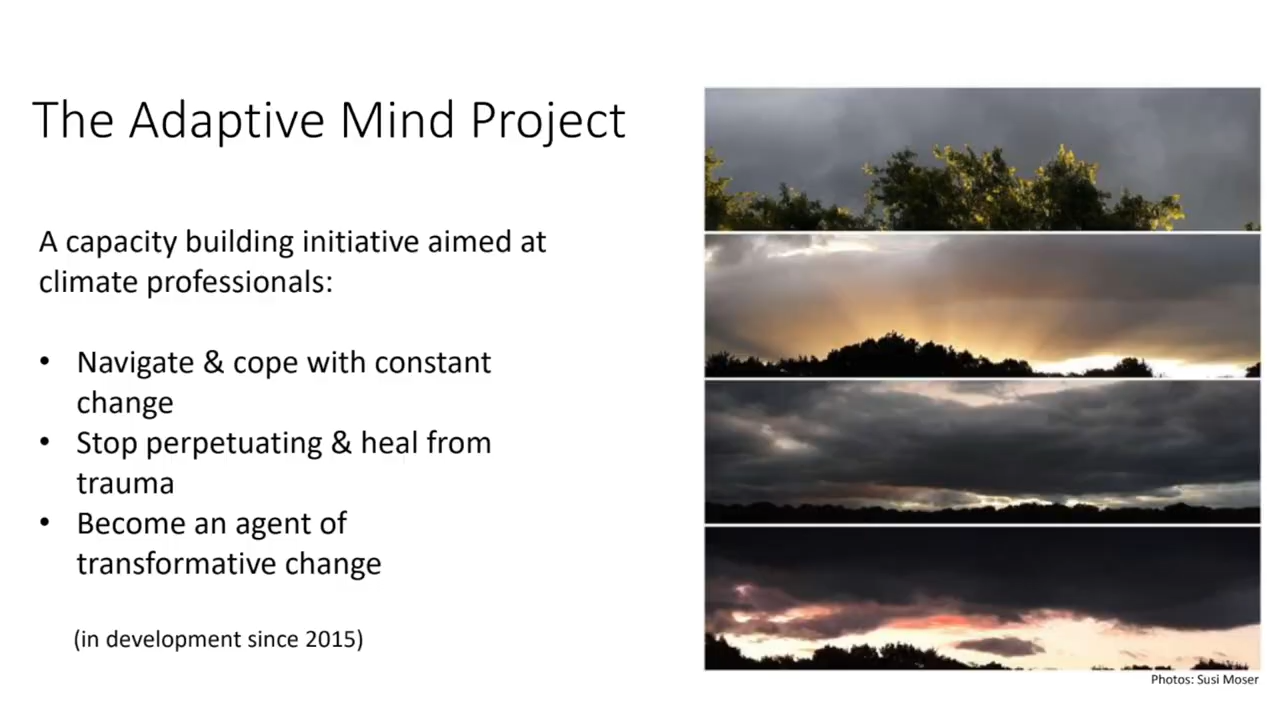 The Adaptive Mind Project
A capacity building initiative aimed at
climate professionals:
• Navigate & cope with constant
change
• Stop perpetuating & heal from
trauma
• Become an agent of
transformative change
(in development since 2015)
Photos: Susi Moser